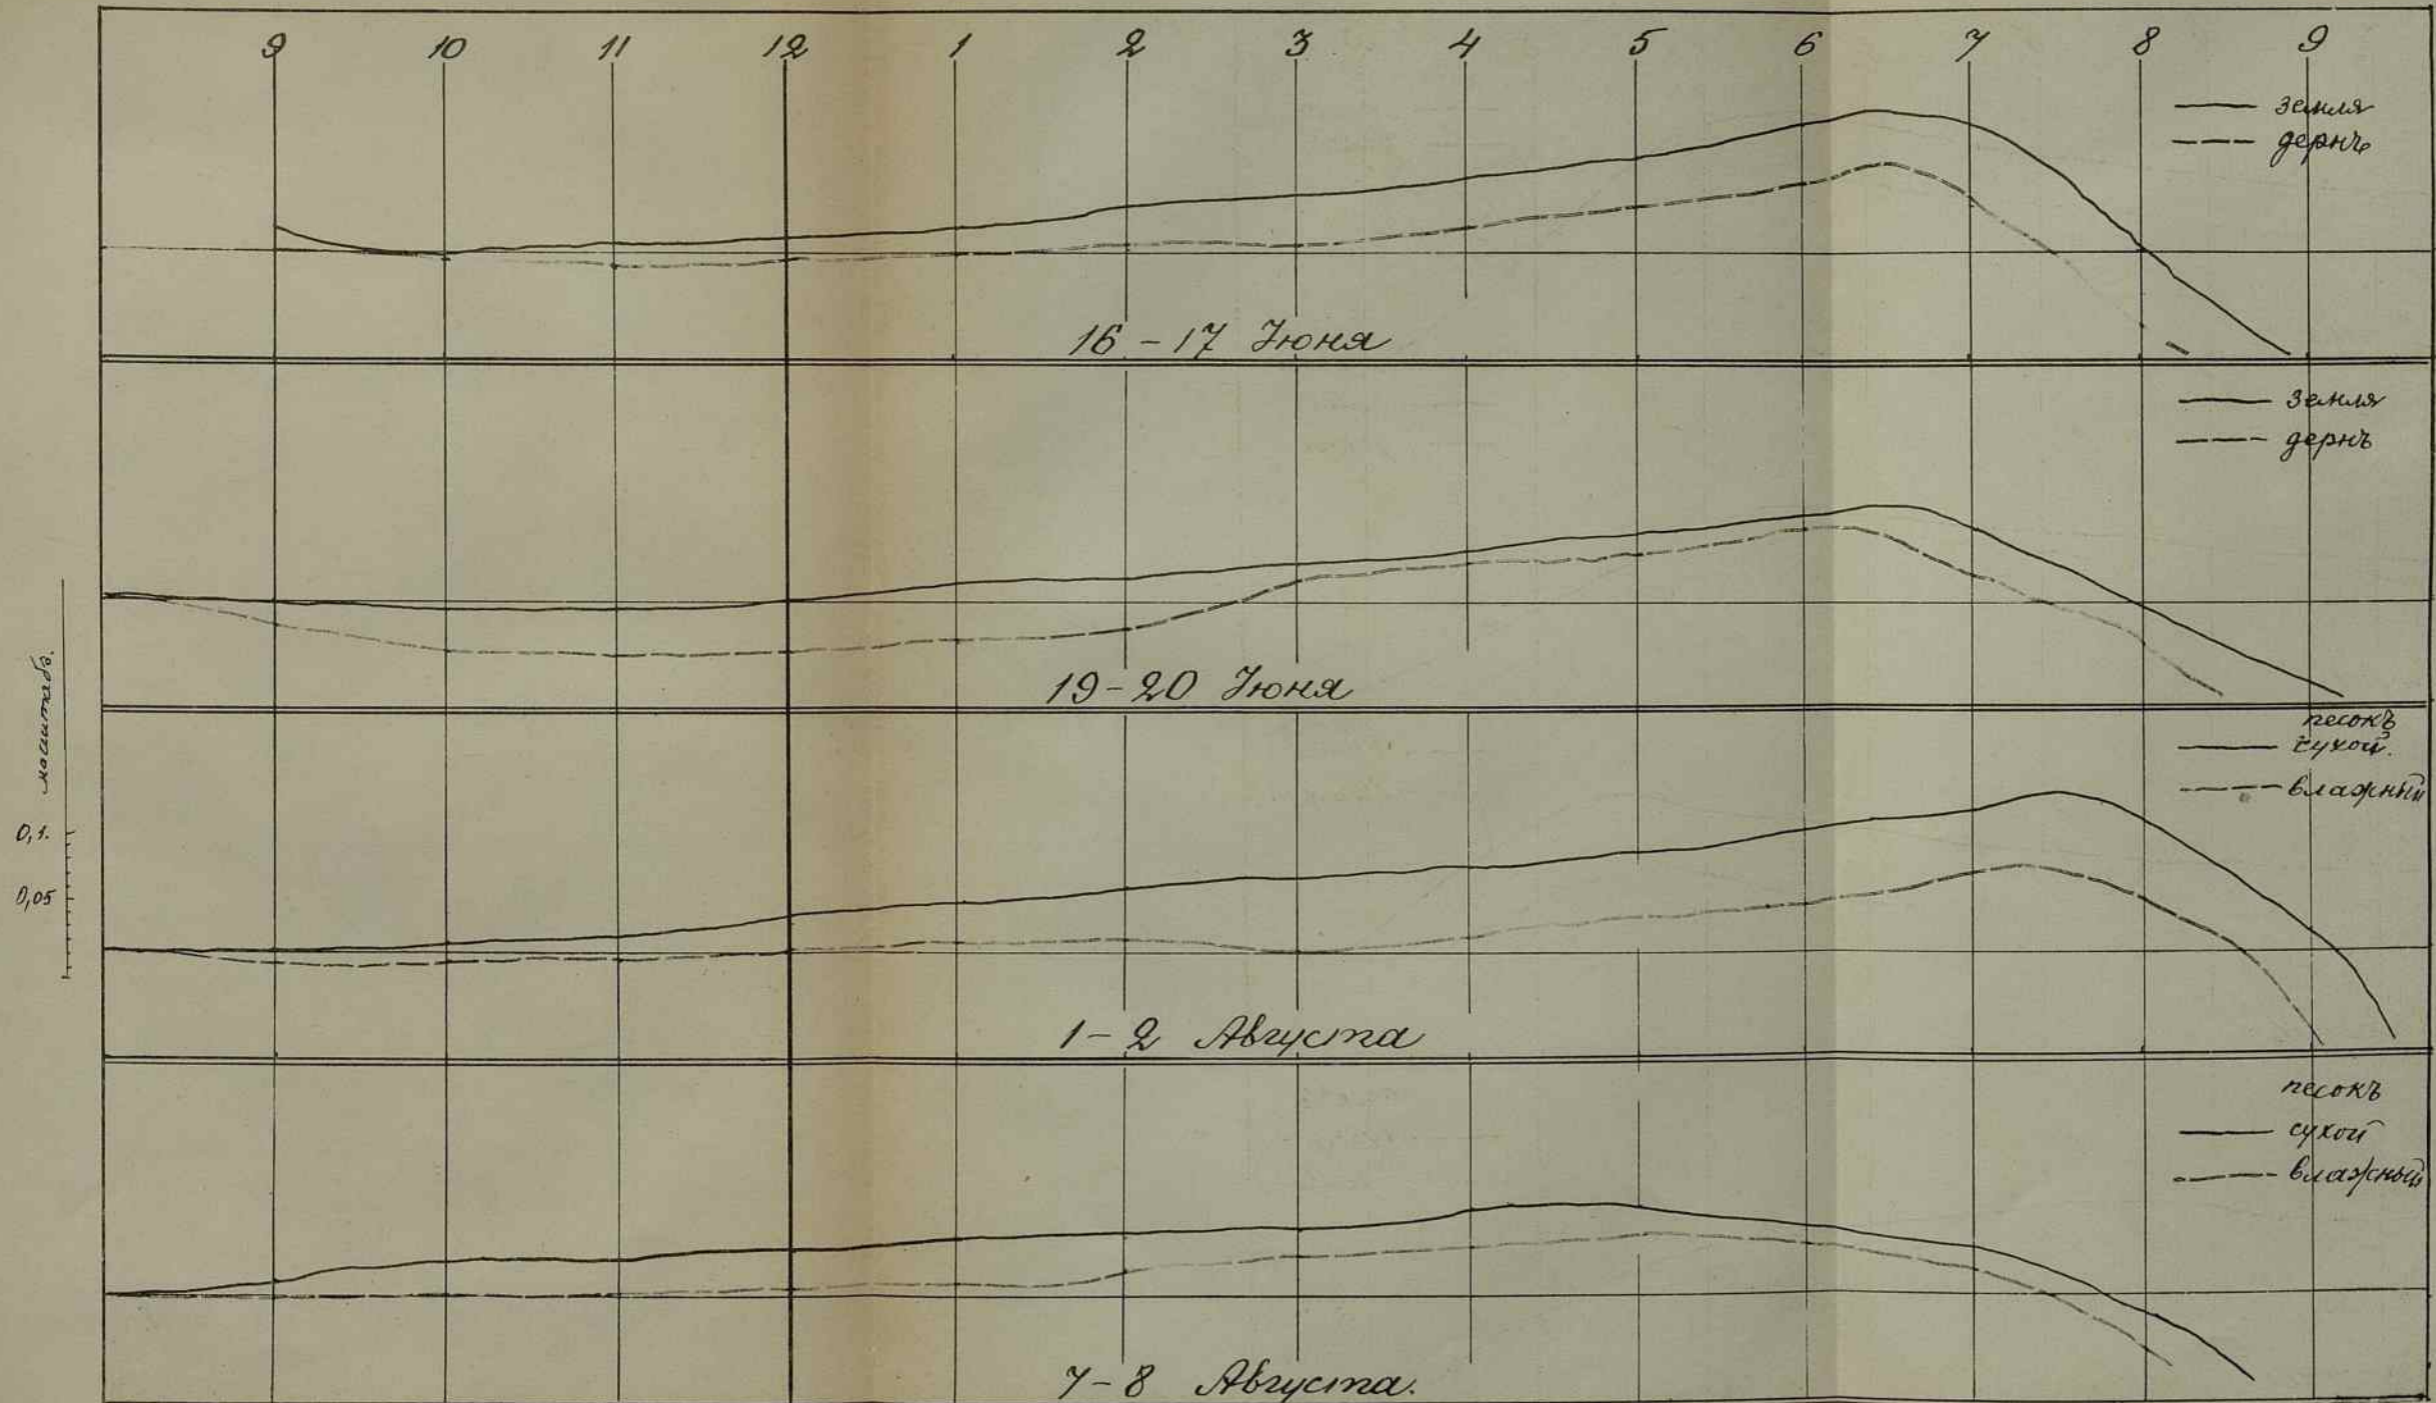 9 10 11 12 1 2 3 4 5 6 7 8 9
земля
дернъ
16-17 Июня
земля
дернъ
19-20 Июня
масштабъ.
0,1.
0,05
песокъ
сухой.
влажный
1-2 Августа
песокъ
сухой
влажный
7-8 Августа.